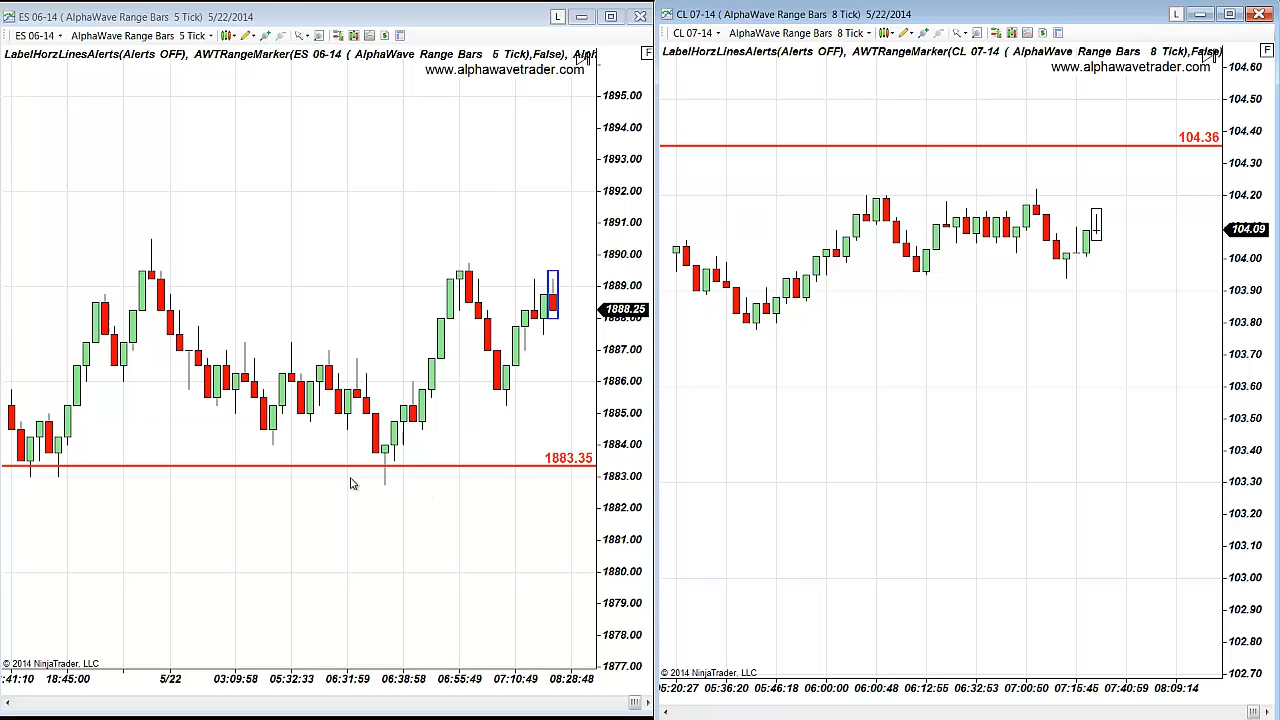 ES 06-14 ( AlphaWave Range Bars 5 Tick) 5/22/2014
L
ES 06-14 AlphaWave Range Bars 5 Tick
LabelHorzLinesAlerts(Alerts OFF), AWTRangeMarker(ES 06-14 ( AlphaWave Range Bars 5 Tick),False),
F
www.alphawavetrader.com
1895.00
1894.00
1893.00
1892.00
1891.00
1890.00
1889.00
1888.25
1888.00
1887.00
1886.00
1885.00
1884.00
1883.35
1883.00
1882.00
1881.00
1880.00
1879.00
1878.00
1877.00
© 2014 NinjaTrader, LLC
:41:10 18:45:00 5/22 03:09:58 05:32:33 06:31:59 06:38:58 06:55:49 07:10:49 08:28:48
CL 07-14 ( AlphaWave Range Bars 8 Tick) 5/22/2014
L
CL 07-14 AlphaWave Range Bars 8 Tick
LabelHorzLinesAlerts(Alerts OFF), AWTRangeMarker(CL 07-14 ( AlphaWave Range Bars 8 Tick),False)
F
www.alphawavetrader.com
104.60
104.50
104.40
104.36
104.30
104.20
104.09
104.00
103.90
103.80
103.70
103.60
103.50
103.40
103.30
103.20
103.10
103.00
102.90
102.80
102.70
© 2014 NinjaTrader, LLC
05:20:27 05:36:20 05:46:18 06:00:00 06:00:48 06:12:55 06:32:53 07:00:50 07:15:45 07:40:59 08:09:14